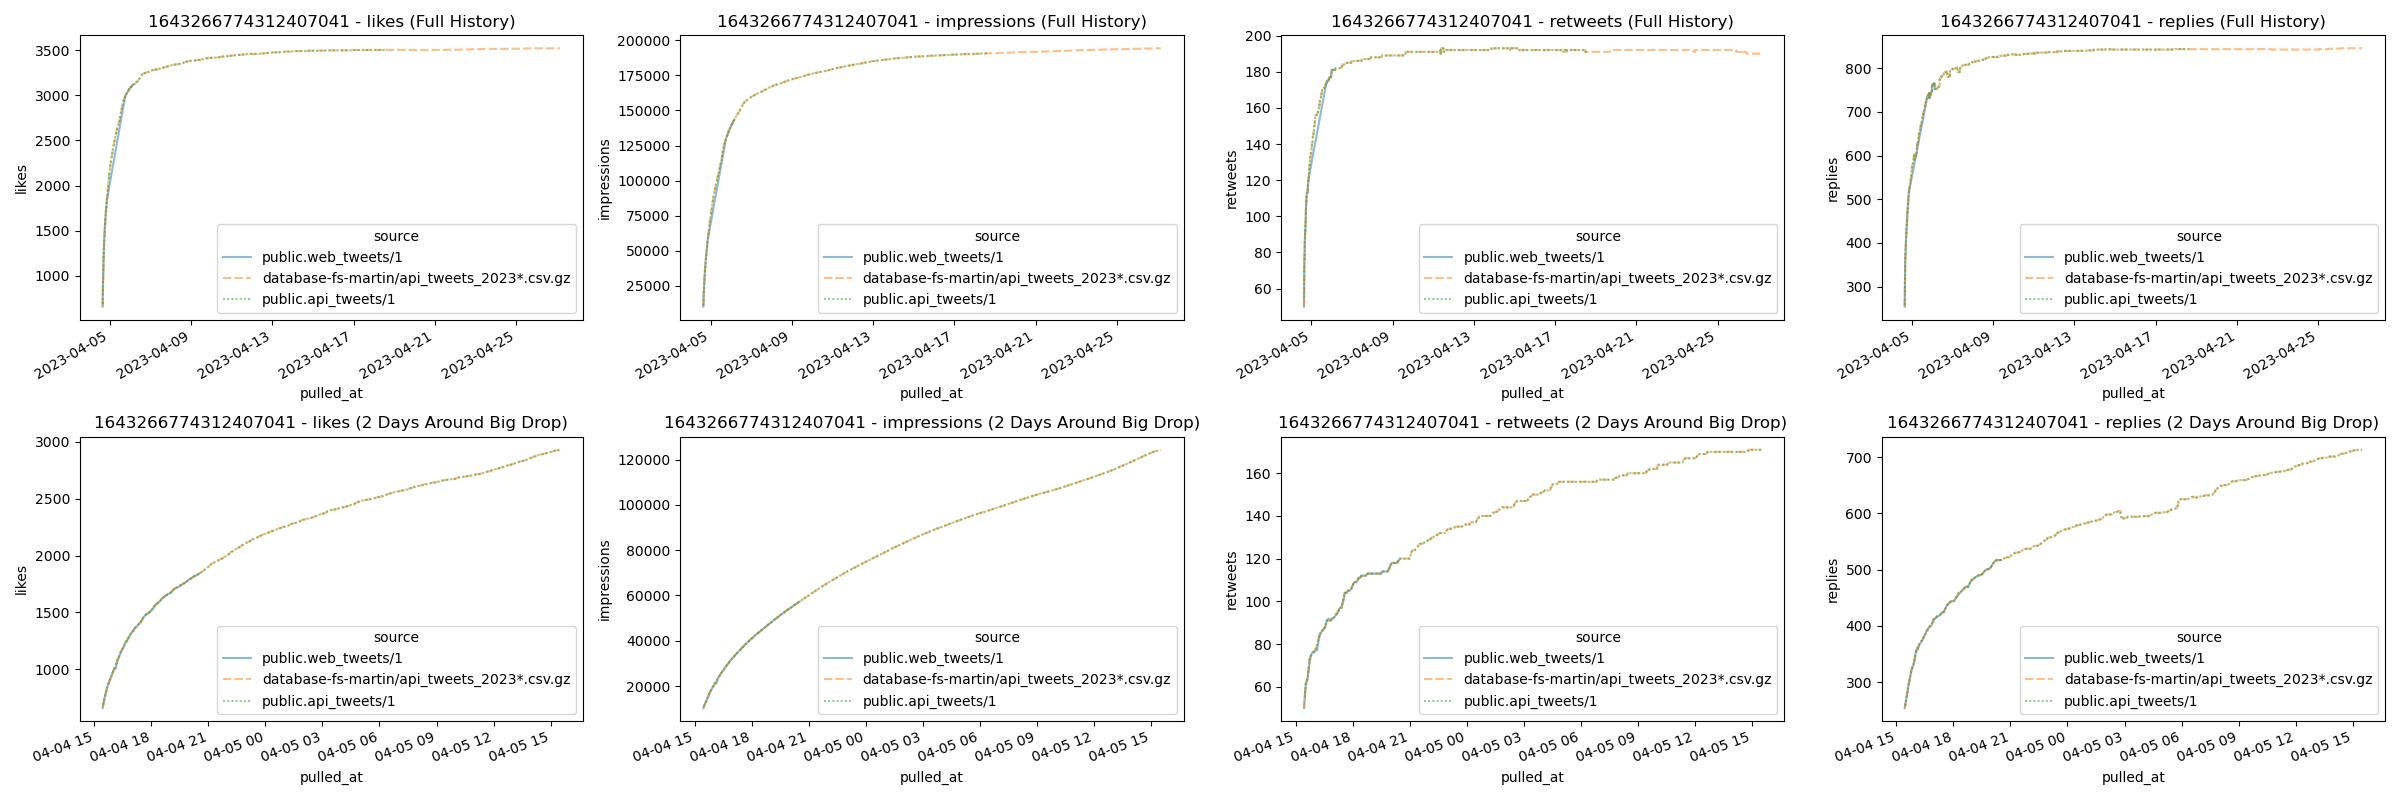 1643266774312407041 - likes (Full History)
likes
3500
3000
2500
2000
1500
1000
source
public.web_tweets/1
database-fs-martin/api_tweets_2023*.csv.gz
public.api_tweets/1
2023-04-05
2023-04-09
2023-04-13
2023-04-17
2023-04-21
2023-04-25
pulled_at
1643266774312407041 - impressions (Full History)
impressions
200000
175000
150000
125000
100000
75000
50000
25000
source
public.web_tweets/1
database-fs-martin/api_tweets_2023*.csv.gz
public.api_tweets/1
2023-04-05
2023-04-09
2023-04-13
2023-04-17
2023-04-21
2023-04-25
pulled_at
1643266774312407041 - retweets (Full History)
retweets
200
180
160
140
120
100
80
60
source
public.web_tweets/1
database-fs-martin/api_tweets_2023*.csv.gz
public.api_tweets/1
2023-04-05
2023-04-09
2023-04-13
2023-04-17
2023-04-21
2023-04-25
pulled_at
1643266774312407041 - replies (Full History)
replies
800
700
600
500
400
300
source
public.web_tweets/1
database-fs-martin/api_tweets_2023*.csv.gz
public.api_tweets/1
2023-04-05
2023-04-09
2023-04-13
2023-04-17
2023-04-21
2023-04-25
pulled_at
1643266774312407041 - likes (2 Days Around Big Drop)
likes
3000
2500
2000
1500
1000
source
public.web_tweets/1
database-fs-martin/api_tweets_2023*.csv.gz
public.api_tweets/1
04-04 15
04-04 18
04-04 21
04-05 00
04-05 03
04-05 06
04-05 09
04-05 12
04-05 15
pulled_at
1643266774312407041 - impressions (2 Days Around Big Drop)
impressions
120000
100000
80000
60000
40000
20000
source
public.web_tweets/1
database-fs-martin/api_tweets_2023*.csv.gz
public.api_tweets/1
04-04 15
04-04 18
04-04 21
04-05 00
04-05 03
04-05 06
04-05 09
04-05 12
04-05 15
pulled_at
1643266774312407041 - retweets (2 Days Around Big Drop)
retweets
160
140
120
100
80
60
source
public.web_tweets/1
database-fs-martin/api_tweets_2023*.csv.gz
public.api_tweets/1
04-04 15
04-04 18
04-04 21
04-05 00
04-05 03
04-05 06
04-05 09
04-05 12
04-05 15
pulled_at
1643266774312407041 - replies (2 Days Around Big Drop)
replies
700
600
500
400
300
source
public.web_tweets/1
database-fs-martin/api_tweets_2023*.csv.gz
public.api_tweets/1
04-04 15
04-04 18
04-04 21
04-05 00
04-05 03
04-05 06
04-05 09
04-05 12
04-05 15
pulled_at